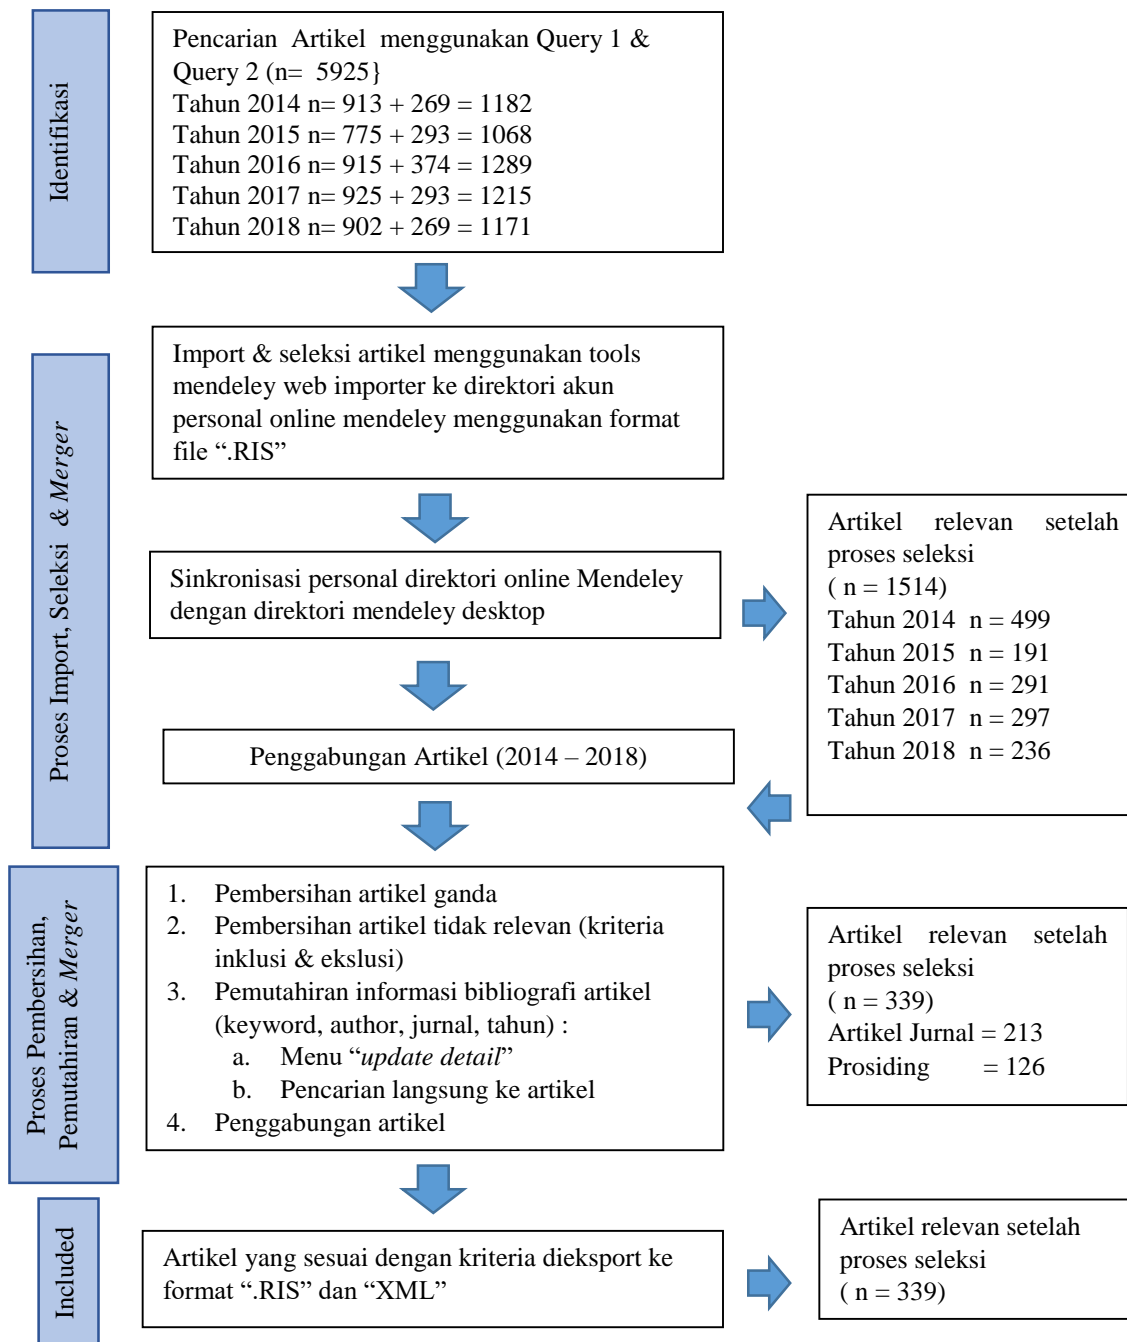 Identifikasi
Pencarian Artikel menggunakan Query 1 &
Query 2 (n= 5925}
Tahun 2014 n= 913 + 269 = 1182
Tahun 2015 n= 775 + 293 = 1068
Tahun 2016 n= 915 + 374 = 1289
Tahun 2017 n= 925 + 293 = 1215
Tahun 2018 n= 902 + 269 = 1171
Proses Import, Seleksi & Merger
Import & seleksi artikel menggunakan tools
mendeley web importer ke direktori akun
personal online mendeley menggunakan format
file “.RIS”
Sinkronisasi personal direktori online Mendeley
dengan direktori mendeley desktop
Artikel relevan setelah
proses seleksi
( n = 1514)
Tahun 2014 n = 499
Tahun 2015 n = 191
Tahun 2016 n = 291
Tahun 2017 n = 297
Tahun 2018 n = 236
Penggabungan Artikel (2014 – 2018)
Proses Pembersihan,
Pemutahiran & Merger
1. Pembersihan artikel ganda
2. Pembersihan artikel tidak relevan (kriteria
inklusi & ekslusi)
3. Pemutahiran informasi bibliografi artikel
(keyword, author, jurnal, tahun) :
a. Menu “update detail”
b. Pencarian langsung ke artikel
4. Penggabungan artikel
Artikel relevan setelah
proses seleksi
( n = 339)
Artikel Jurnal = 213
Prosiding = 126
Included
Artikel yang sesuai dengan kriteria dieksport ke
format “.RIS” dan “XML”
Artikel relevan setelah
proses seleksi
( n = 339)